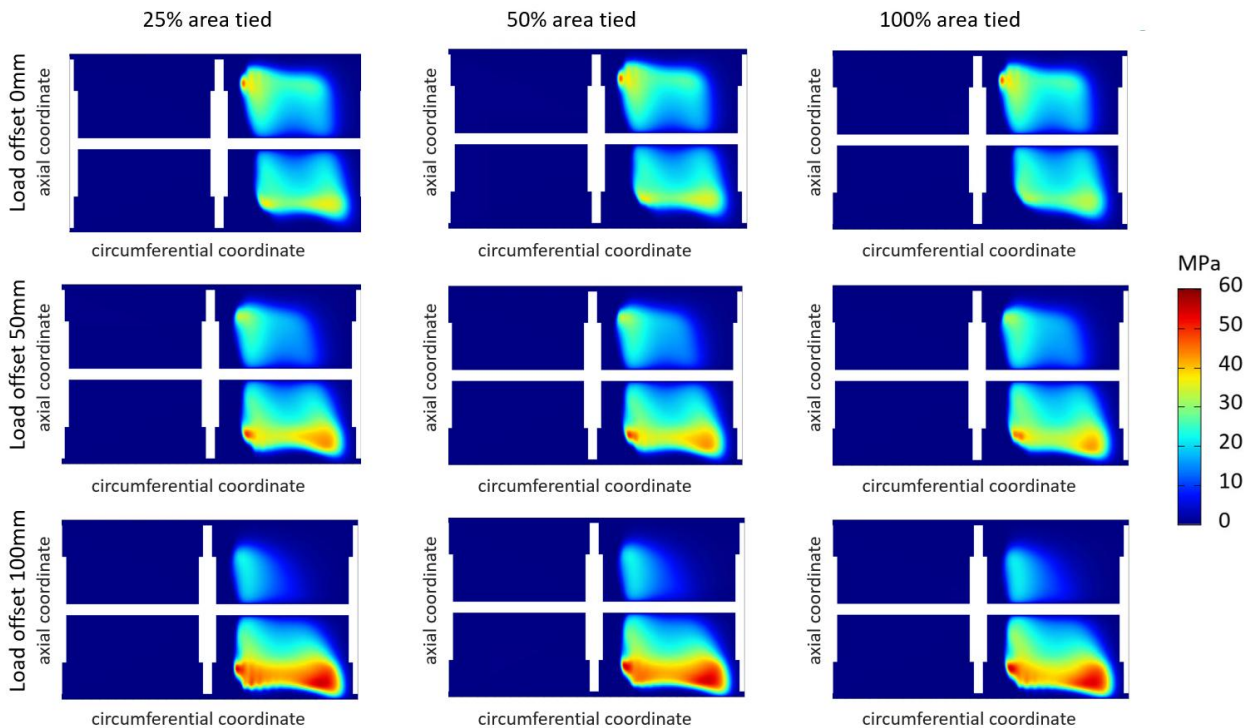 25% area tied
50% area tied
100% area tied
Load offset 0mm
axial coordinate
axial coordinate
axial coordinate
circumferential coordinate
circumferential coordinate
circumferential coordinate
Load offset 50mm
axial coordinate
axial coordinate
axial coordinate
circumferential coordinate
circumferential coordinate
circumferential coordinate
Load offset 100mm
axial coordinate
axial coordinate
axial coordinate
circumferential coordinate
circumferential coordinate
circumferential coordinate
MPa
60
50
40
30
20
10
0